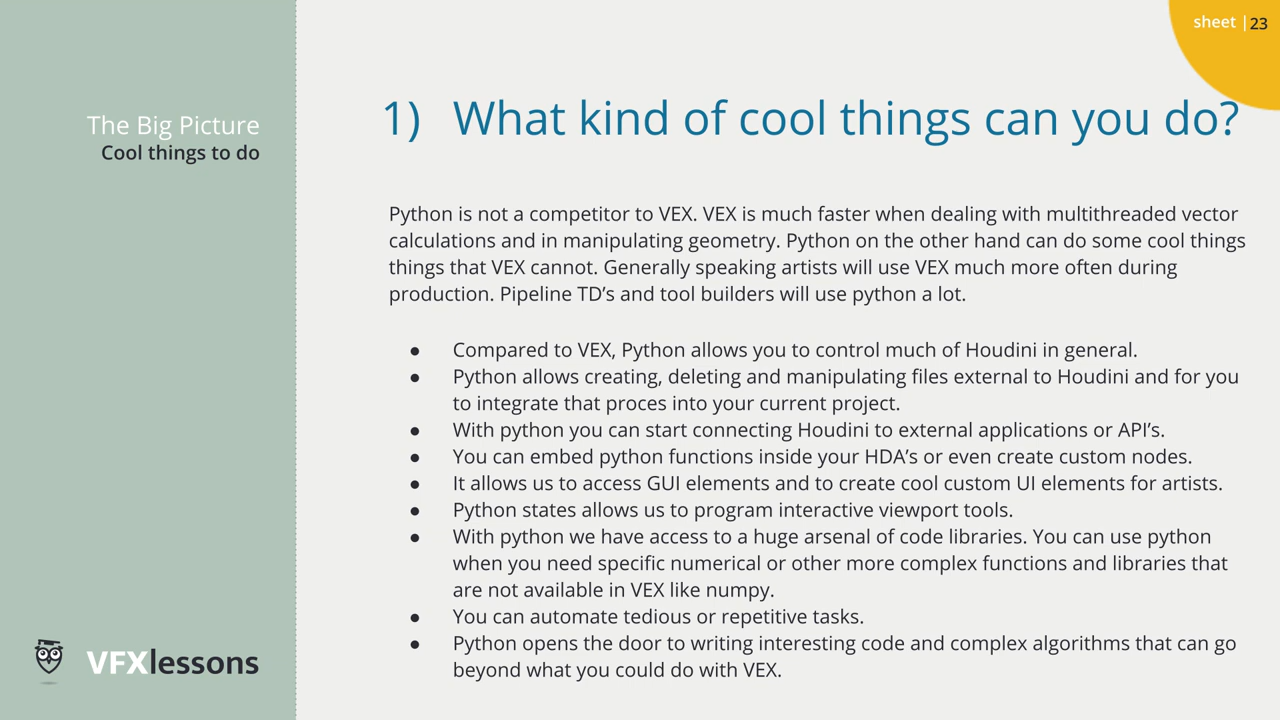 sheet |23
The Big Picture
Cool things to do
1) What kind of cool things can you do?
Python is not a competitor to VEX. VEX is much faster when dealing with multithreaded vector
calculations and in manipulating geometry. Python on the other hand can do some cool things
things that VEX cannot. Generally speaking artists will use VEX much more often during
production. Pipeline TD’s and tool builders will use python a lot.
● Compared to VEX, Python allows you to control much of Houdini in general.
● Python allows creating, deleting and manipulating files external to Houdini and for you
to integrate that proces into your current project.
● With python you can start connecting Houdini to external applications or API’s.
● You can embed python functions inside your HDA’s or even create custom nodes.
● It allows us to access GUI elements and to create cool custom UI elements for artists.
● Python states allows us to program interactive viewport tools.
● With python we have access to a huge arsenal of code libraries. You can use python
when you need specific numerical or other more complex functions and libraries that
are not available in VEX like numpy.
● You can automate tedious or repetitive tasks.
● Python opens the door to writing interesting code and complex algorithms that can go
beyond what you could do with VEX.
VFXlessons